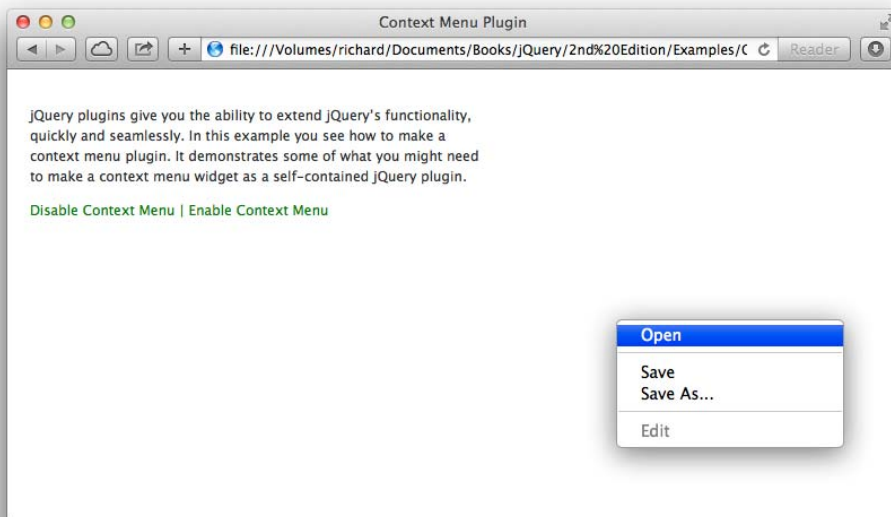 Context Menu Plugin
file:///Volumes/richard/Documents/Books/jQuery/2nd%20Edition/Examples/C
Reader
jQuery plugins give you the ability to extend jQuery's functionality,
quickly and seamlessly. In this example you see how to make a
context menu plugin. It demonstrates some of what you might need
to make a context menu widget as a self-contained jQuery plugin.
Disable Context Menu | Enable Context Menu
Open
Save
Save As...
Edit